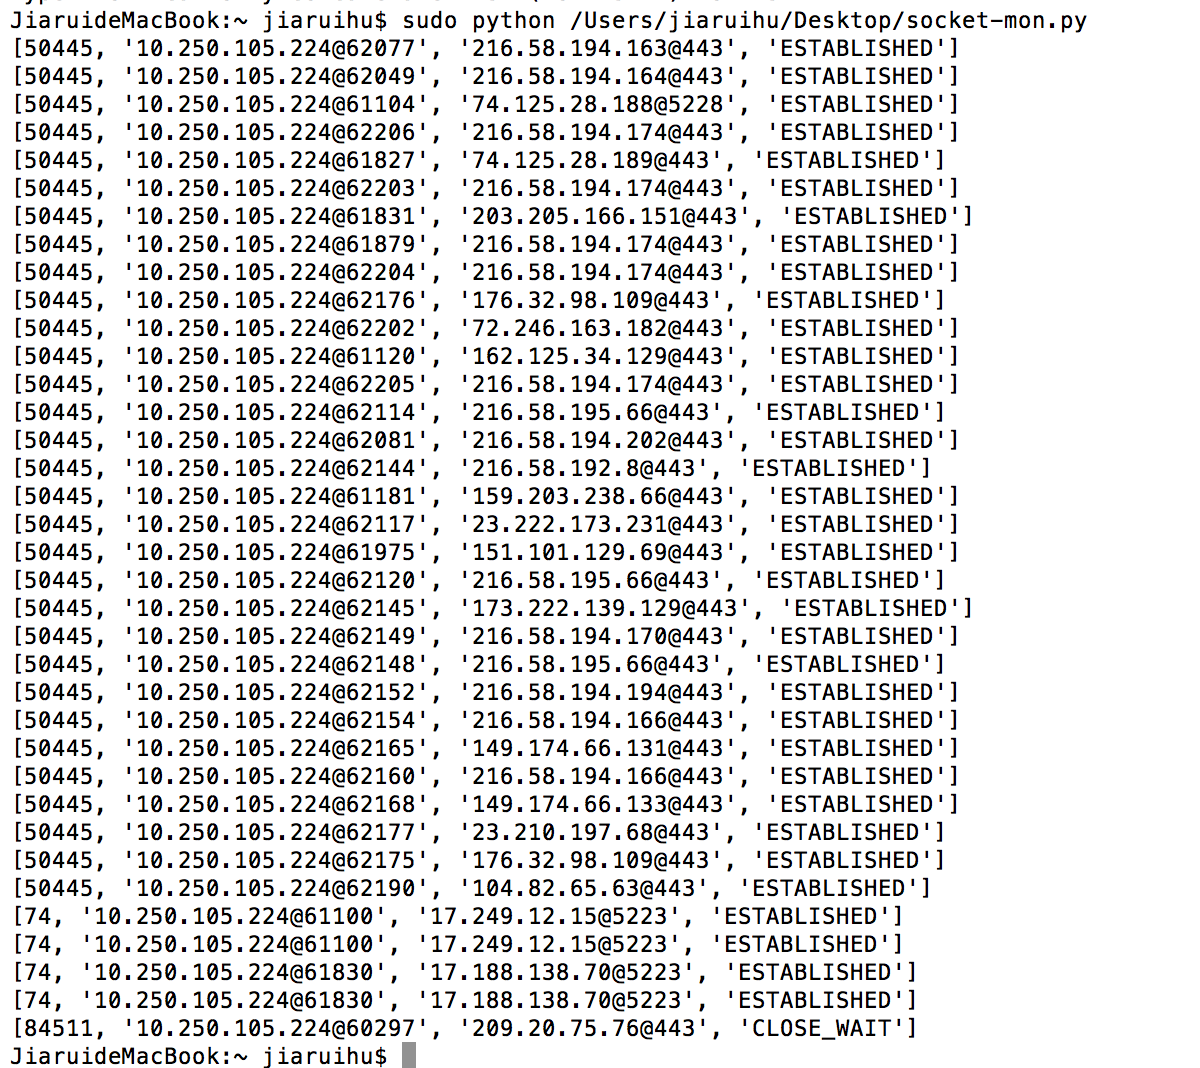 JiaruideMacBook:~ jiaruihu$ sudo python /Users/jiaruihu/Desktop/socket-mon.py
[50445, '10.250.105.224@62077', '216.58.194.163@443', 'ESTABLISHED']
[50445, '10.250.105.224@62049', '216.58.194.164@443', 'ESTABLISHED']
[50445, '10.250.105.224@61104', '74.125.28.188@5228', 'ESTABLISHED']
[50445, '10.250.105.224@62206', '216.58.194.174@443', 'ESTABLISHED']
[50445, '10.250.105.224@61827', '74.125.28.189@443', 'ESTABLISHED']
[50445, '10.250.105.224@62203', '216.58.194.174@443', 'ESTABLISHED']
[50445, '10.250.105.224@61831', '203.205.166.151@443', 'ESTABLISHED']
[50445, '10.250.105.224@61879', '216.58.194.174@443', 'ESTABLISHED']
[50445, '10.250.105.224@62204', '216.58.194.174@443', 'ESTABLISHED']
[50445, '10.250.105.224@62176', '176.32.98.109@443', 'ESTABLISHED']
[50445, '10.250.105.224@62202', '72.246.163.182@443', 'ESTABLISHED']
[50445, '10.250.105.224@61120', '162.125.34.129@443', 'ESTABLISHED']
[50445, '10.250.105.224@62205', '216.58.194.174@443', 'ESTABLISHED']
[50445, '10.250.105.224@62114', '216.58.195.66@443', 'ESTABLISHED']
[50445, '10.250.105.224@62081', '216.58.194.202@443', 'ESTABLISHED']
[50445, '10.250.105.224@62144', '216.58.192.8@443', 'ESTABLISHED']
[50445, '10.250.105.224@61181', '159.203.238.66@443', 'ESTABLISHED']
[50445, '10.250.105.224@62117', '23.222.173.231@443', 'ESTABLISHED']
[50445, '10.250.105.224@61975', '151.101.129.69@443', 'ESTABLISHED']
[50445, '10.250.105.224@62120', '216.58.195.66@443', 'ESTABLISHED']
[50445, '10.250.105.224@62145', '173.222.139.129@443', 'ESTABLISHED']
[50445, '10.250.105.224@62149', '216.58.194.170@443', 'ESTABLISHED']
[50445, '10.250.105.224@62148', '216.58.195.66@443', 'ESTABLISHED']
[50445, '10.250.105.224@62152', '216.58.194.194@443', 'ESTABLISHED']
[50445, '10.250.105.224@62154', '216.58.194.166@443', 'ESTABLISHED']
[50445, '10.250.105.224@62165', '149.174.66.131@443', 'ESTABLISHED']
[50445, '10.250.105.224@62160', '216.58.194.166@443', 'ESTABLISHED']
[50445, '10.250.105.224@62168', '149.174.66.133@443', 'ESTABLISHED']
[50445, '10.250.105.224@62177', '23.210.197.68@443', 'ESTABLISHED']
[50445, '10.250.105.224@62175', '176.32.98.109@443', 'ESTABLISHED']
[50445, '10.250.105.224@62190', '104.82.65.63@443', 'ESTABLISHED']
[74, '10.250.105.224@61100', '17.249.12.15@5223', 'ESTABLISHED']
[74, '10.250.105.224@61100', '17.249.12.15@5223', 'ESTABLISHED']
[74, '10.250.105.224@61830', '17.188.138.70@5223', 'ESTABLISHED']
[74, '10.250.105.224@61830', '17.188.138.70@5223', 'ESTABLISHED']
[84511, '10.250.105.224@60297', '209.20.75.76@443', 'CLOSE_WAIT']
JiaruideMacBook:~ jiaruihu$